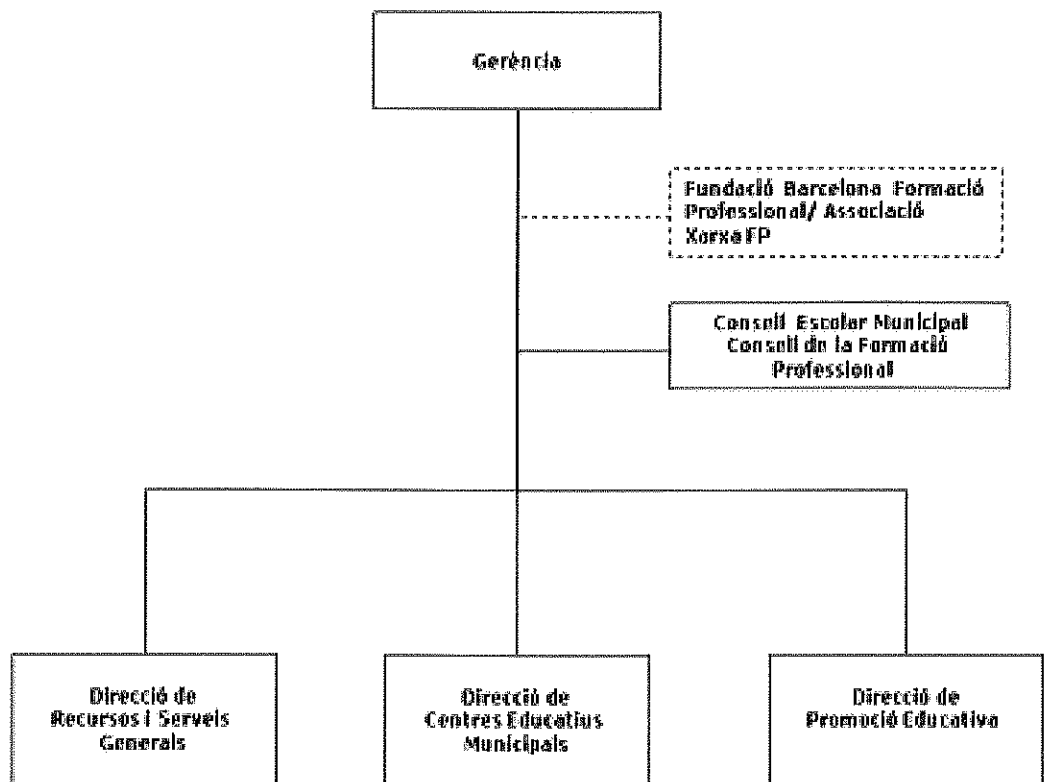 Gerència
Fundació Barcelona Formació
Professional/ Associació
Xarxa FP
Consell Escolar Municipal
Consell de la Formació
Professional
Direcció de
Recursos i Serveis
Generals
Direcció de
Centres Educatius
Municipals
Direcció de
Promoció Educativa